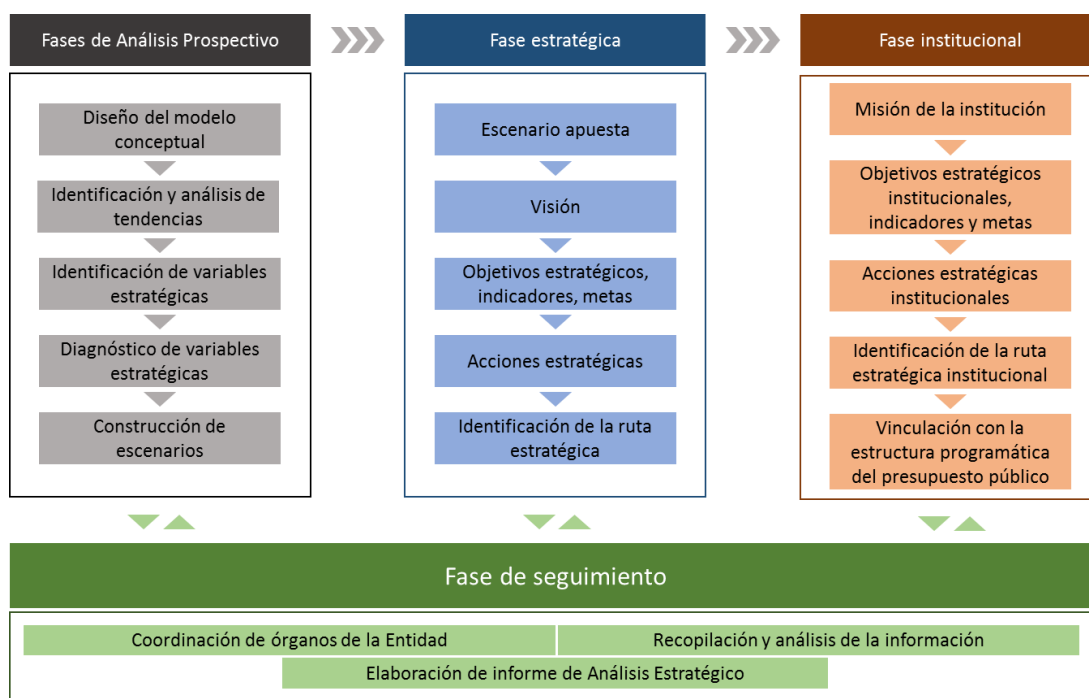 Fases de Análisis Prospectivo
Fase estratégica
Fase institucional
Diseño del modelo
conceptual
Identificación y análisis de
tendencias
Identificación de variables
estratégicas
Diagnóstico de variables
estratégicas
Construcción de
escenarios
Escenario apuesta
Visión
Objetivos estratégicos,
indicadores, metas
Acciones estratégicas
Identificación de la ruta
estratégica
Misión de la institución
Objetivos estratégicos
institucionales,
indicadores y metas
Acciones estratégicas
institucionales
Identificación de la ruta
estratégica institucional
Vinculación con la
estructura programática
del presupuesto público
Fase de seguimiento
Coordinación de órganos de la Entidad
Recopilación y análisis de la información
Elaboración de informe de Análisis Estratégico